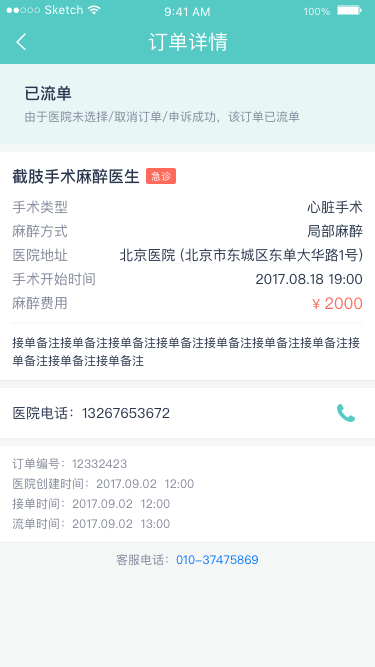 Sketch 9:41 AM 100%
订单详情
已流单
由于医院未选择/取消订单/申诉成功，该订单已流单
截肢手术麻醉医生 急诊
手术类型 心脏手术
麻醉方式 局部麻醉
医院地址 北京医院 (北京市东城区东单大华路1号)
手术开始时间 2017.08.18 19:00
麻醉费用 ¥ 2000
接单备注接单备注接单备注接单备注接单备注接单备注接单备注接
单备注接单备注接单备注
医院电话：13267653672
订单编号：12332423
医院创建时间：2017.09.02 12:00
接单时间：2017.09.02 12:00
流单时间：2017.09.02 13:00
客服电话：010-37475869